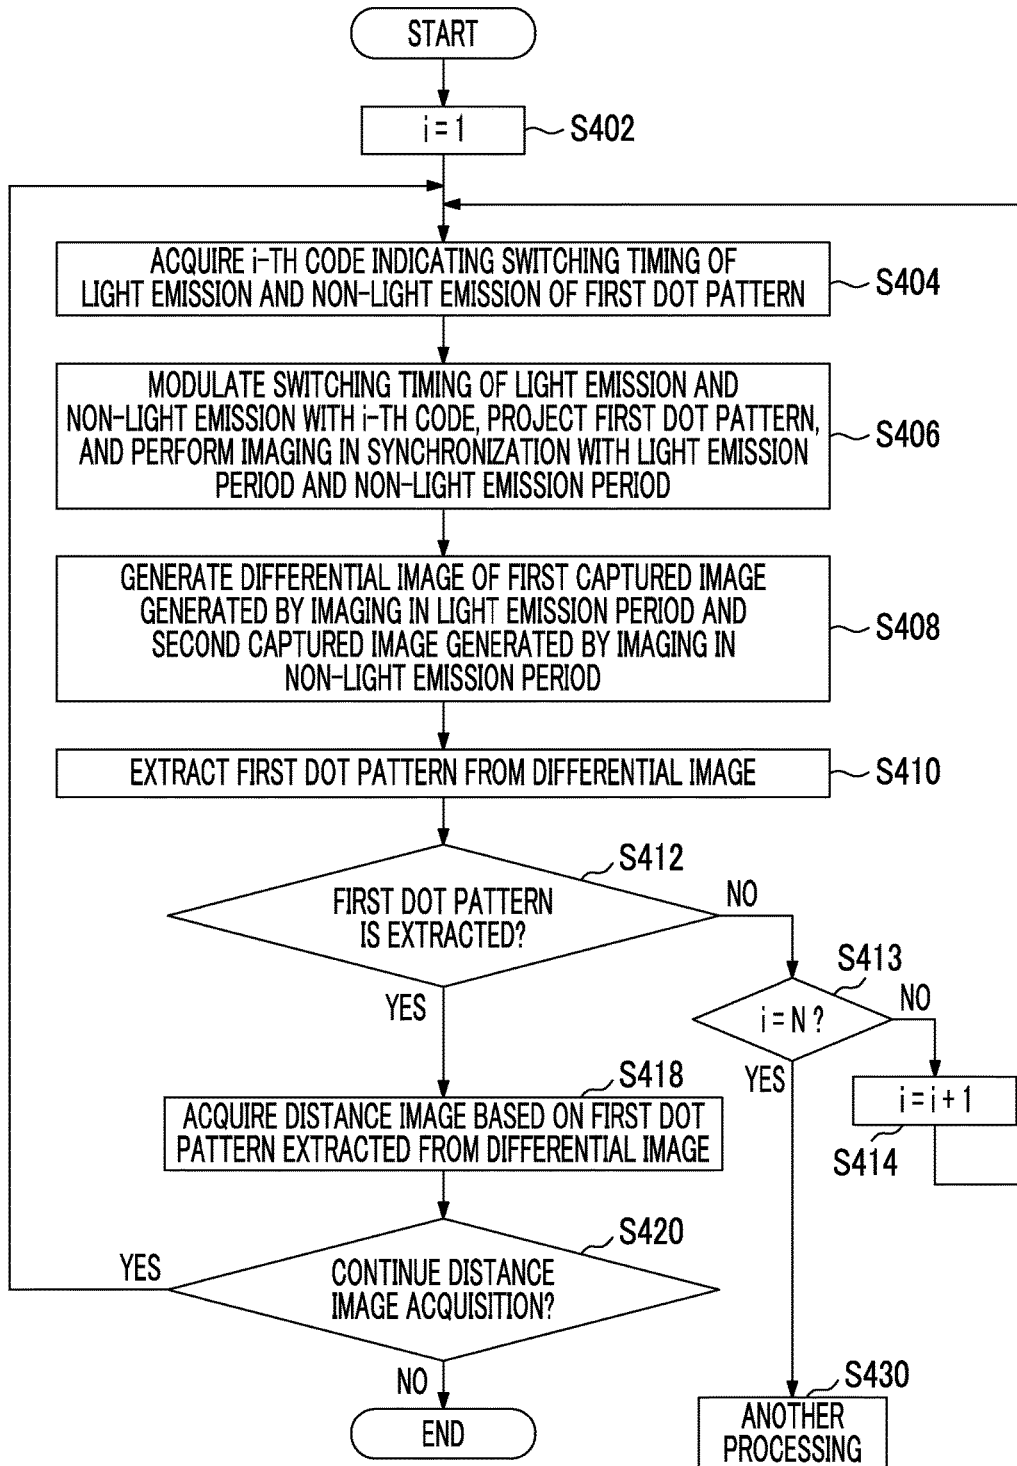 START
i = 1
S402
ACQUIRE i-TH CODE INDICATING SWITCHING TIMING OF
LIGHT EMISSION AND NON-LIGHT EMISSION OF FIRST DOT PATTERN
S404
MODULATE SWITCHING TIMING OF LIGHT EMISSION AND
NON-LIGHT EMISSION WITH i-TH CODE, PROJECT FIRST DOT PATTERN,
AND PERFORM IMAGING IN SYNCHRONIZATION WITH LIGHT EMISSION
PERIOD AND NON-LIGHT EMISSION PERIOD
S406
GENERATE DIFFERENTIAL IMAGE OF FIRST CAPTURED IMAGE
GENERATED BY IMAGING IN LIGHT EMISSION PERIOD AND
SECOND CAPTURED IMAGE GENERATED BY IMAGING IN
NON-LIGHT EMISSION PERIOD
S408
EXTRACT FIRST DOT PATTERN FROM DIFFERENTIAL IMAGE
S410
S412
FIRST DOT PATTERN
IS EXTRACTED?
NO
YES
S413
i = N ?
NO
YES
i = i + 1
S414
S418
ACQUIRE DISTANCE IMAGE BASED ON FIRST DOT
PATTERN EXTRACTED FROM DIFFERENTIAL IMAGE
S420
CONTINUE DISTANCE
IMAGE ACQUISITION?
YES
NO
END
S430
ANOTHER
PROCESSING